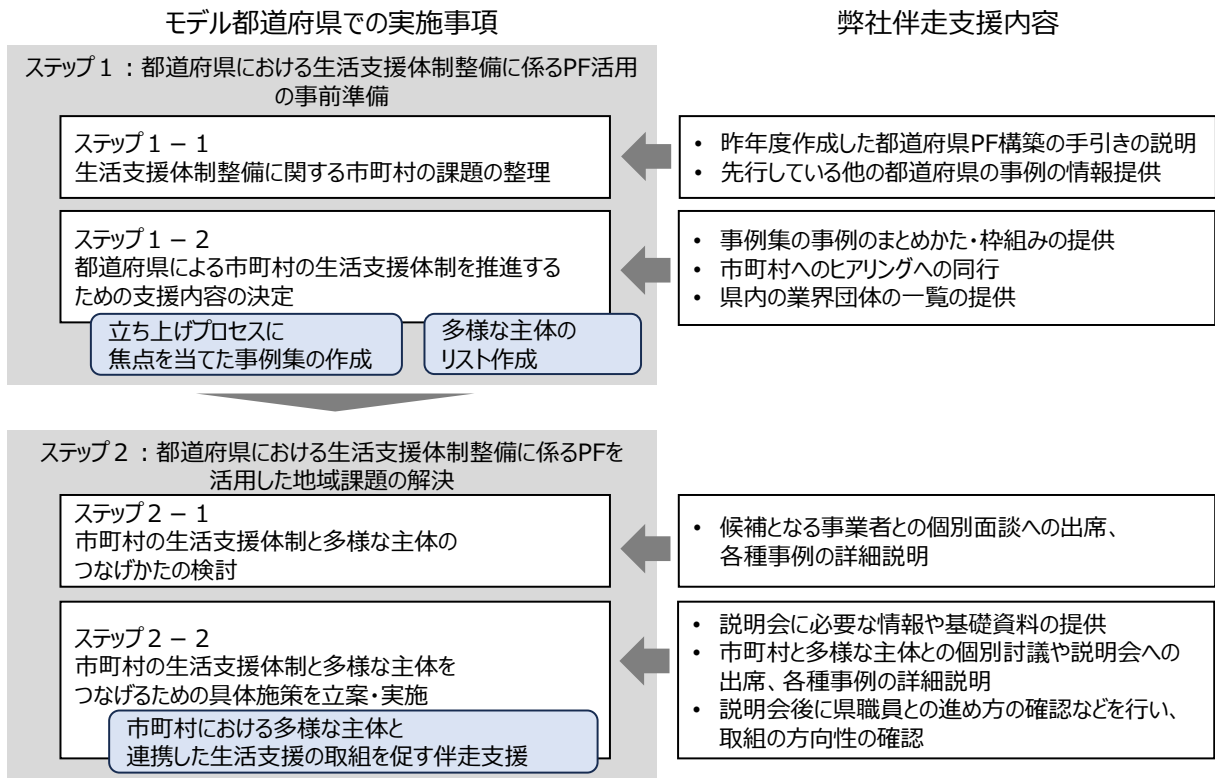 モデル都道府県での実施事項
弊社伴走支援内容
ステップ1：都道府県における生活支援体制整備に係るPF活用
の事前準備
ステップ1－1
生活支援体制整備に関する市町村の課題の整理
• 昨年度作成した都道府県PF構築の手引きの説明
• 先行している他の都道府県の事例の情報提供
ステップ1－2
都道府県による市町村の生活支援体制を推進する
ための支援内容の決定
立ち上げプロセスに
焦点を当てた事例集の作成
多様な主体の
リスト作成
• 事例集の事例のまとめかた・枠組みの提供
• 市町村へのヒアリングへの同行
• 県内の業界団体の一覧の提供
ステップ2：都道府県における生活支援体制整備に係るPFを
活用した地域課題の解決
ステップ2－1
市町村の生活支援体制と多様な主体の
つなげかたの検討
• 候補となる事業者との個別面談への出席、
各種事例の詳細説明
ステップ2－2
市町村の生活支援体制と多様な主体を
つなげるための具体施策を立案・実施
市町村における多様な主体と
連携した生活支援の取組を促す伴走支援
• 説明会に必要な情報や基礎資料の提供
• 市町村と多様な主体との個別討議や説明会への
出席、各種事例の詳細説明
• 説明会後に県職員との進め方の確認などを行い、
取組の方向性の確認